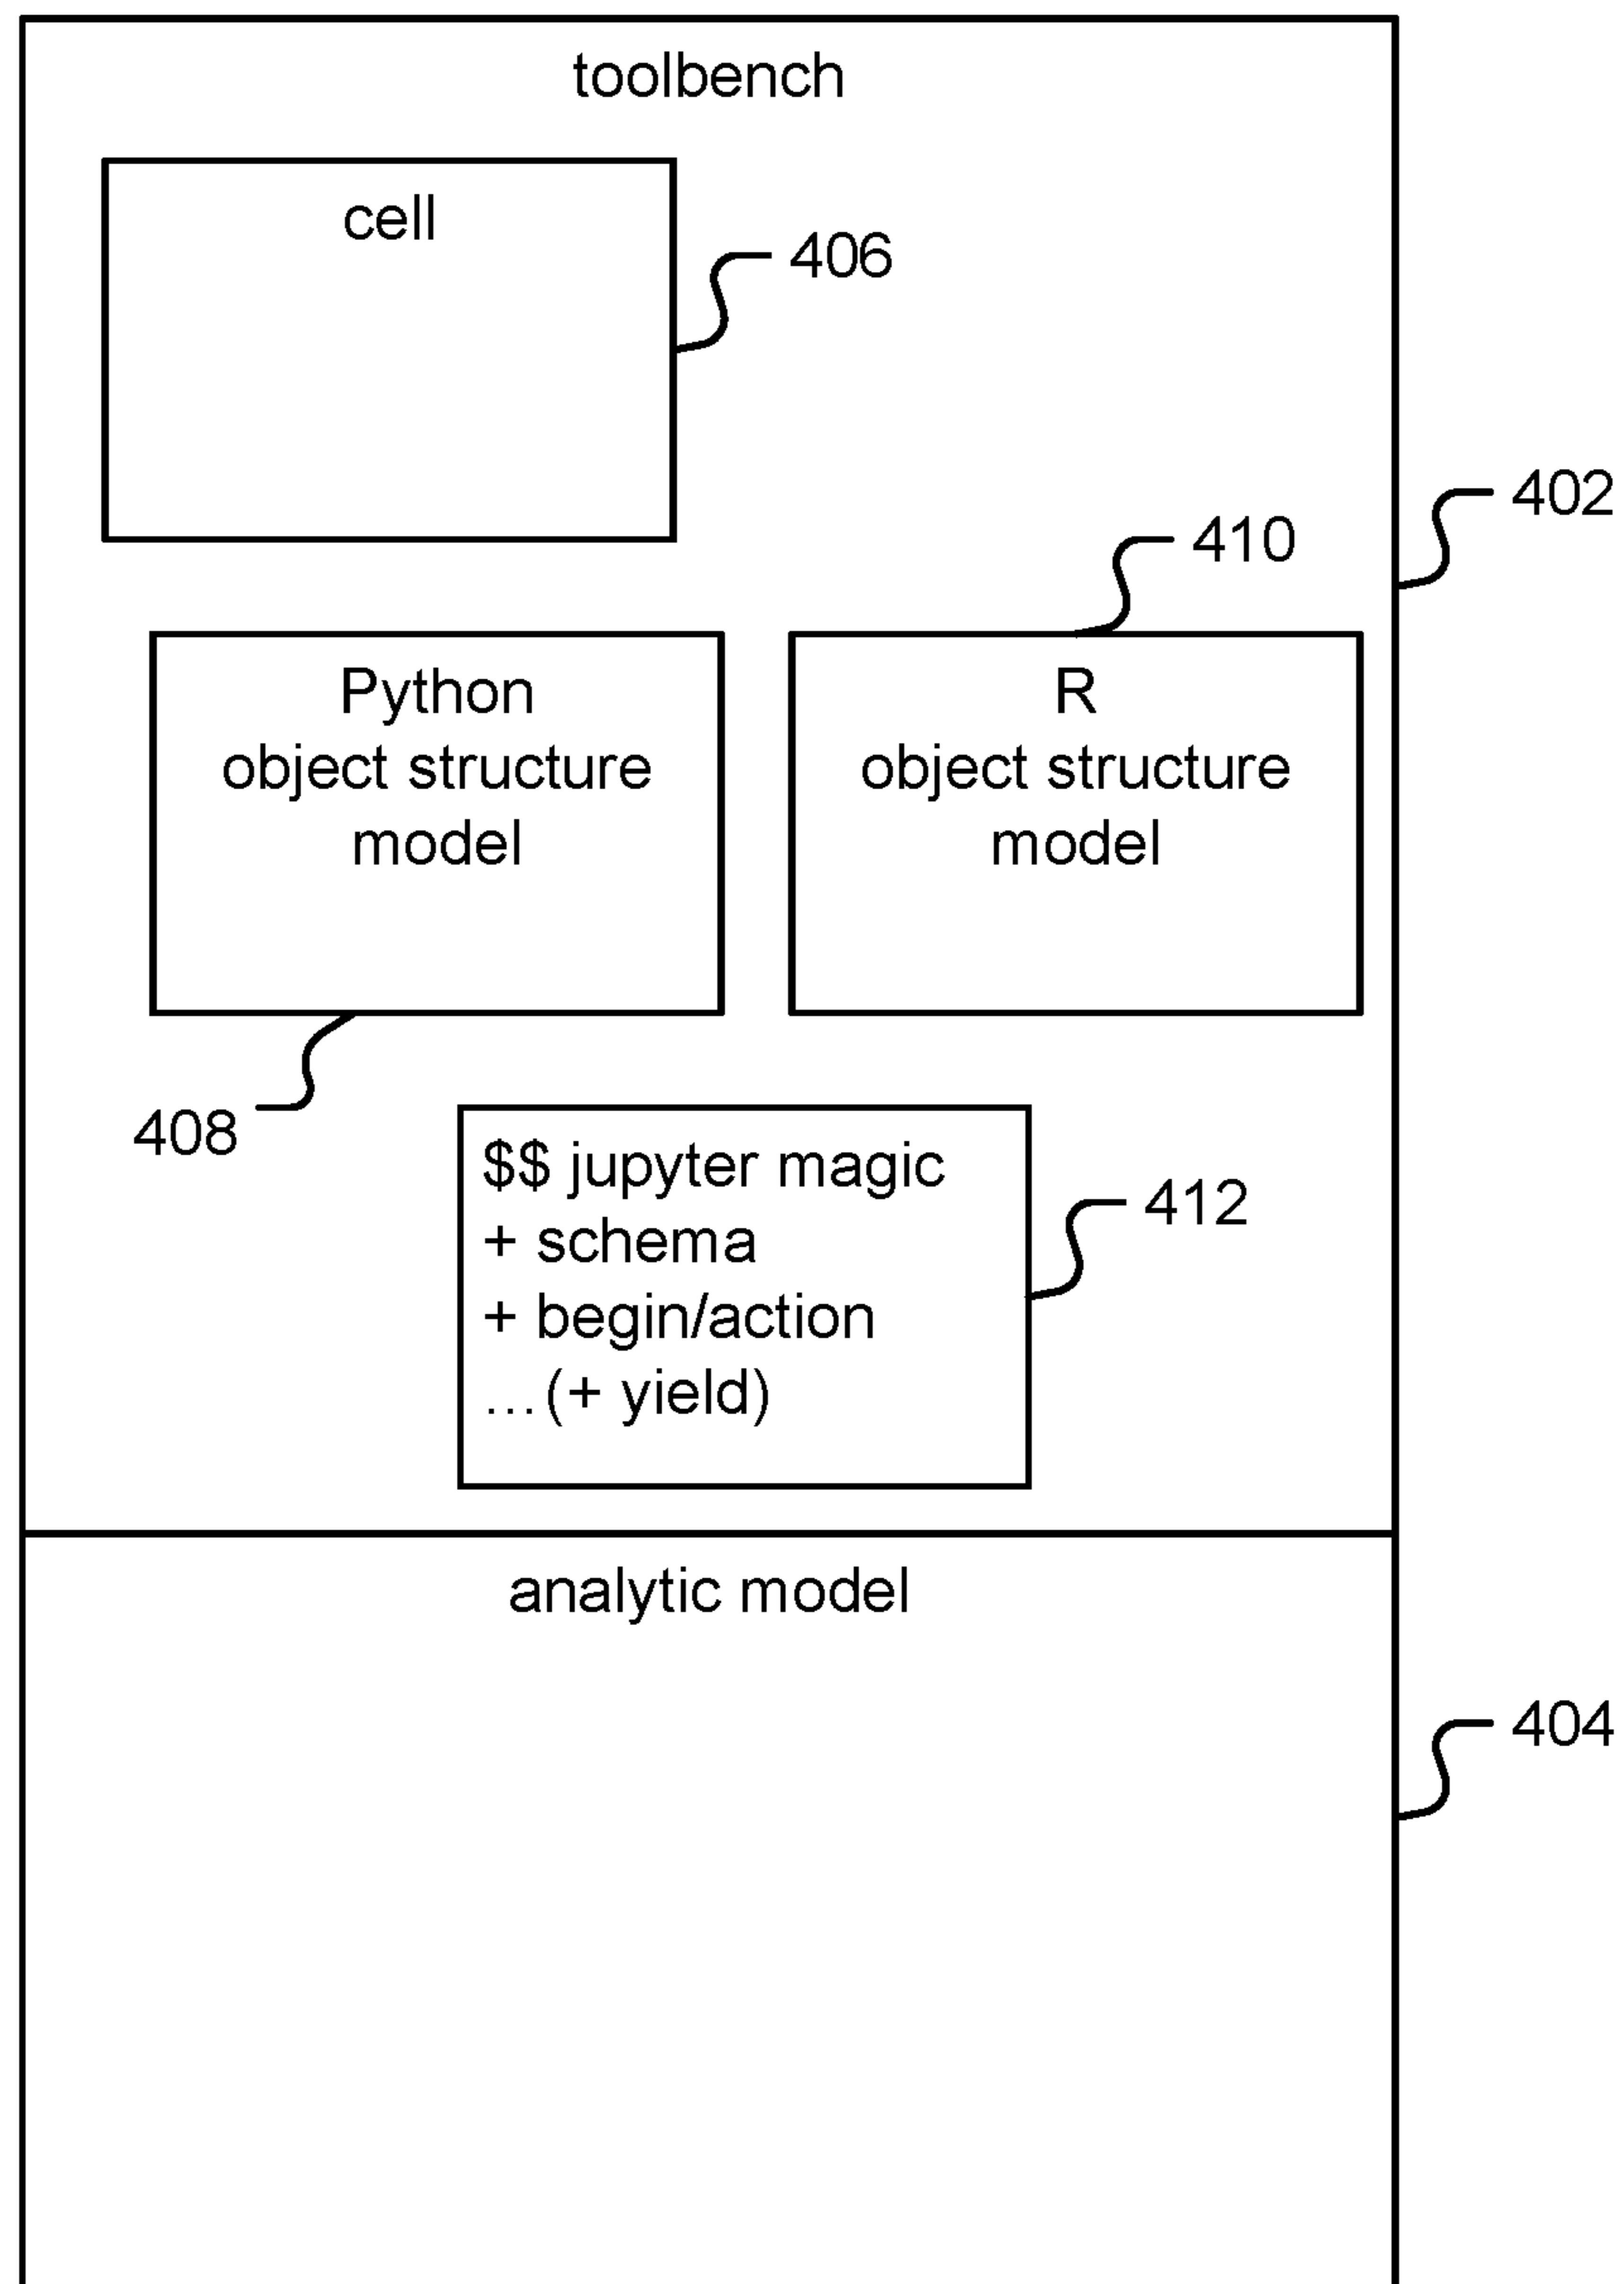 toolbench
cell
406
402
410
Python
object structure
model
R
object structure
model
408
$$ jupyter magic
+ schema
+ begin/action
...(+ yield)
412
analytic model
404